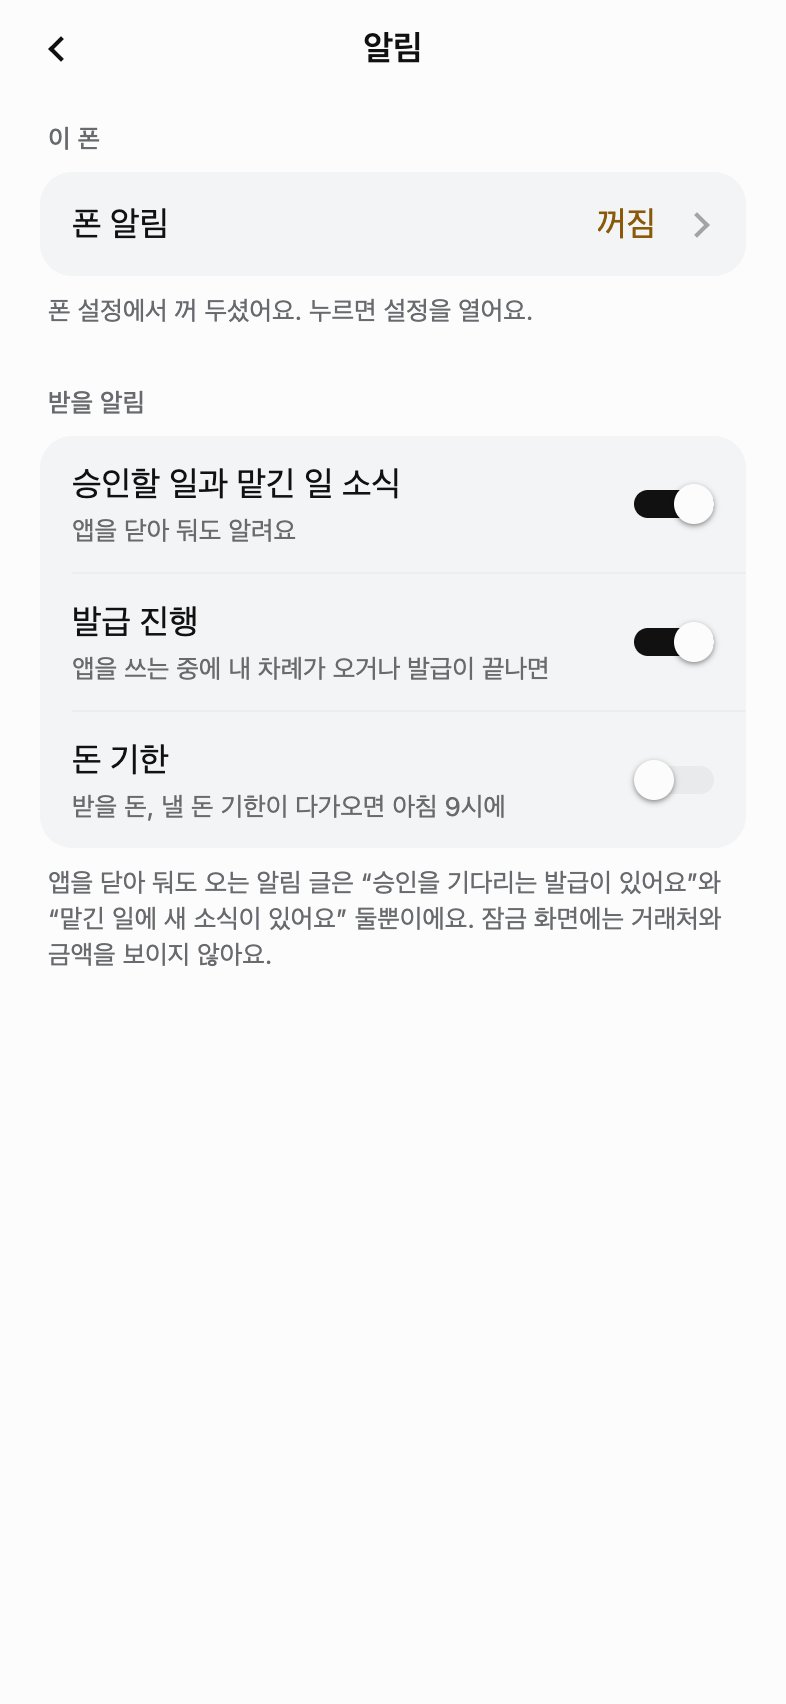 알림
이 폰
폰 알림 꺼짐
폰 설정에서 꺼 두셨어요. 누르면 설정을 열어요.
받을 알림
승인할 일과 맡긴 일 소식
앱을 닫아 둬도 알려요
발급 진행
앱을 쓰는 중에 내 차례가 오거나 발급이 끝나면
돈 기한
받을 돈, 낼 돈 기한이 다가오면 아침 9시에
앱을 닫아 둬도 오는 알림 글은 “승인을 기다리는 발급이 있어요”와
“맡긴 일에 새 소식이 있어요” 둘뿐이에요. 잠금 화면에는 거래처와
금액을 보이지 않아요.